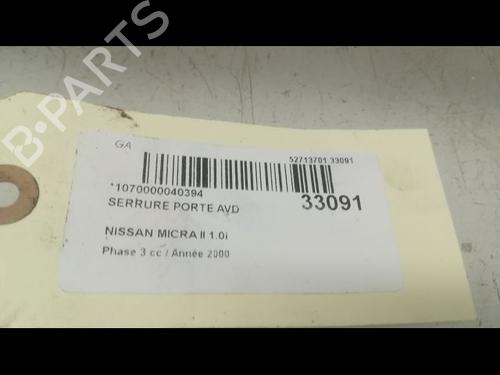 B-PARTS
GA
52713701 33091
*1070000040394
33091
SERRURE PORTE AVD
NISSAN MICRA II 1.0i
Phase 3 cc / Année 2000